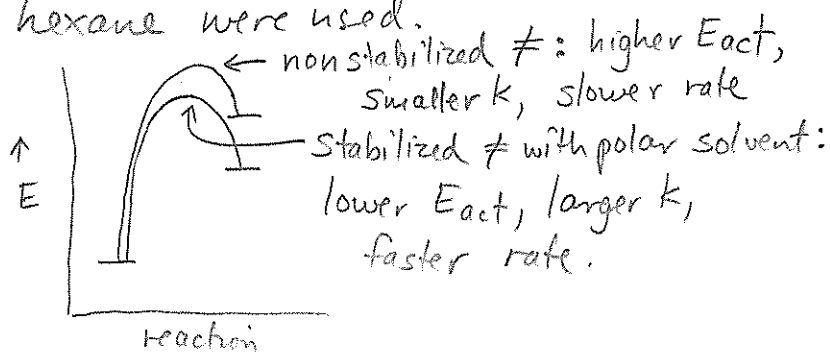 hexane were used.
← nonstabilized ≠: higher Eact,
smaller k, slower rate
stabilized ≠ with polar solvent:
lower Eact, larger k,
faster rate.
↑
E
reaction